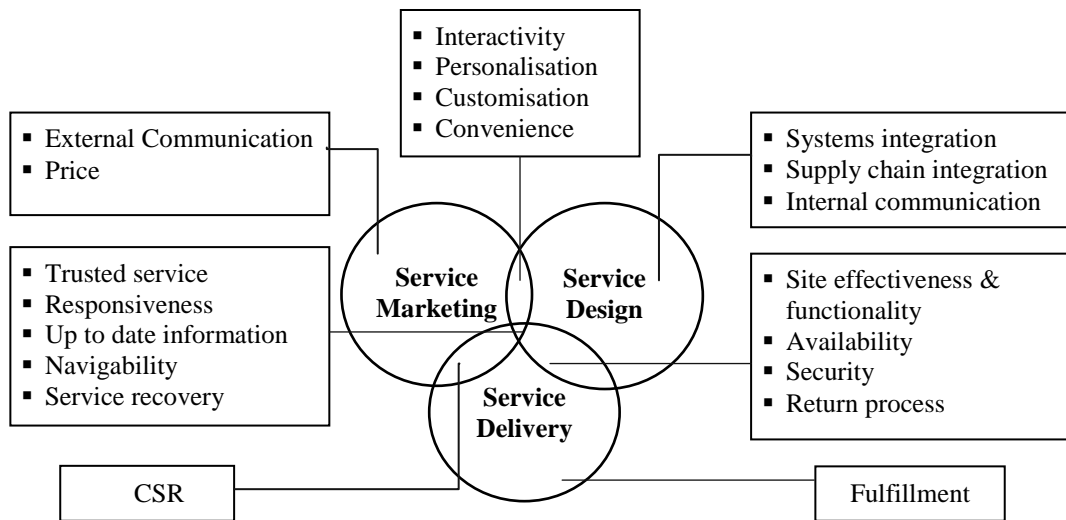 ▪ Interactivity
▪ Personalisation
▪ Customisation
▪ Convenience
▪ External Communication
▪ Price
▪ Systems integration
▪ Supply chain integration
▪ Internal communication
Service
Marketing
Service
Design
▪ Trusted service
▪ Responsiveness
▪ Up to date information
▪ Navigability
▪ Service recovery
▪ Site effectiveness &
functionality
▪ Availability
▪ Security
▪ Return process
Service
Delivery
CSR
Fulfillment